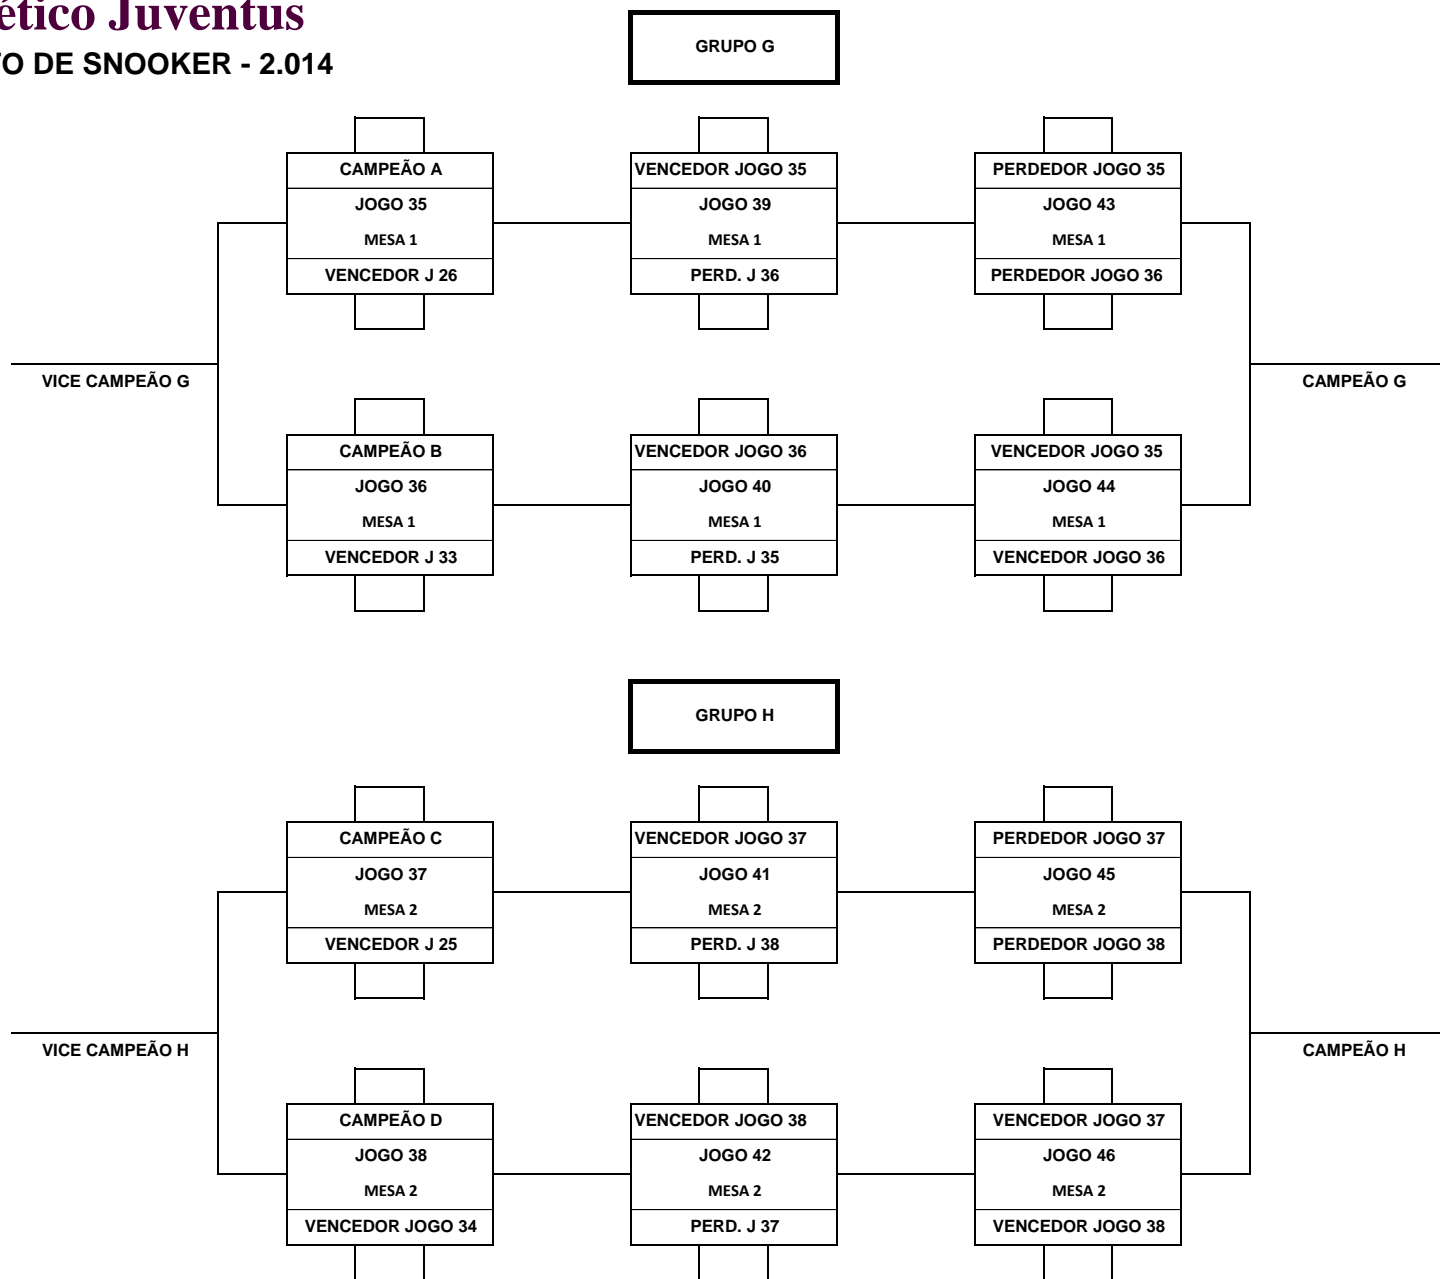 ético Juventus
TO DE SNOOKER - 2.014
GRUPO G
CAMPEÃO A
JOGO 35
MESA 1
VENCEDOR J 26
VENCEDOR JOGO 35
JOGO 39
MESA 1
PERD. J 36
PERDEDOR JOGO 35
JOGO 43
MESA 1
PERDEDOR JOGO 36
VICE CAMPEÃO G
CAMPEÃO G
CAMPEÃO B
JOGO 36
MESA 1
VENCEDOR J 33
VENCEDOR JOGO 36
JOGO 40
MESA 1
PERD. J 35
VENCEDOR JOGO 35
JOGO 44
MESA 1
VENCEDOR JOGO 36
GRUPO H
CAMPEÃO C
JOGO 37
MESA 2
VENCEDOR J 25
VENCEDOR JOGO 37
JOGO 41
MESA 2
PERD. J 38
PERDEDOR JOGO 37
JOGO 45
MESA 2
PERDEDOR JOGO 38
VICE CAMPEÃO H
CAMPEÃO H
CAMPEÃO D
JOGO 38
MESA 2
VENCEDOR JOGO 34
VENCEDOR JOGO 38
JOGO 42
MESA 2
PERD. J 37
VENCEDOR JOGO 37
JOGO 46
MESA 2
VENCEDOR JOGO 38